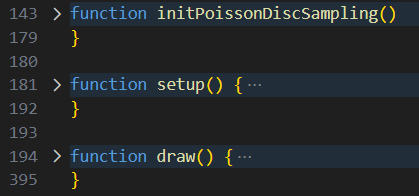 143 > function initPoissonDiscSampling()
179 }
180
181 > function setup() { ···
192 }
193
194 > function draw() { ···
395 }